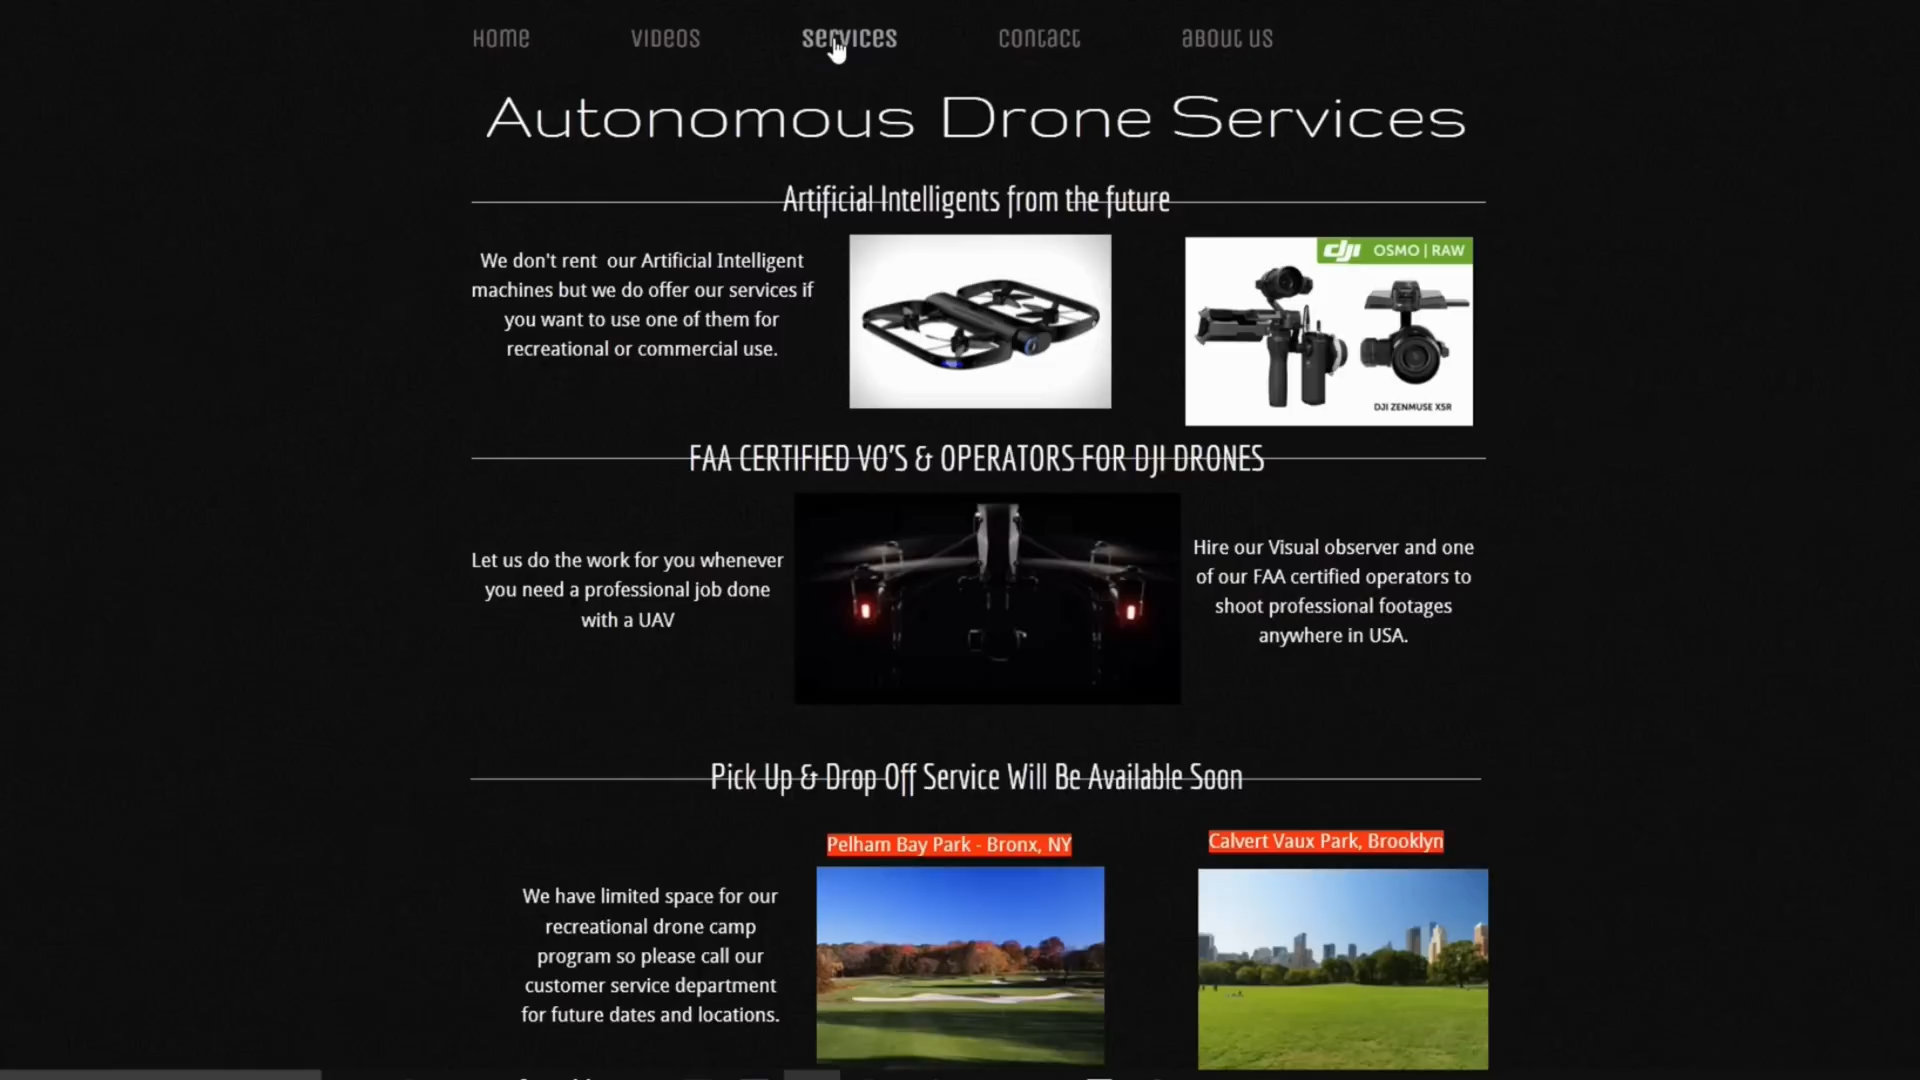 Home
Videos
Services
Contact
About Us
Autonomous Drone Services
Artificial Intelligents from the future
We don't rent our Artificial Intelligent
machines but we do offer our services if
you want to use one of them for
recreational or commercial use.
dji OSMO | RAW
DJI ZENMUSE X5R
FAA CERTIFIED VO'S & OPERATORS FOR DJI DRONES
Let us do the work for you whenever
you need a professional job done
with a UAV
Hire our Visual observer and one
of our FAA certified operators to
shoot professional footages
anywhere in USA.
Pick Up & Drop Off Service Will Be Available Soon
We have limited space for our
recreational drone camp
program so please call our
customer service department
for future dates and locations.
Pelham Bay Park - Bronx, NY
Calvert Vaux Park, Brooklyn